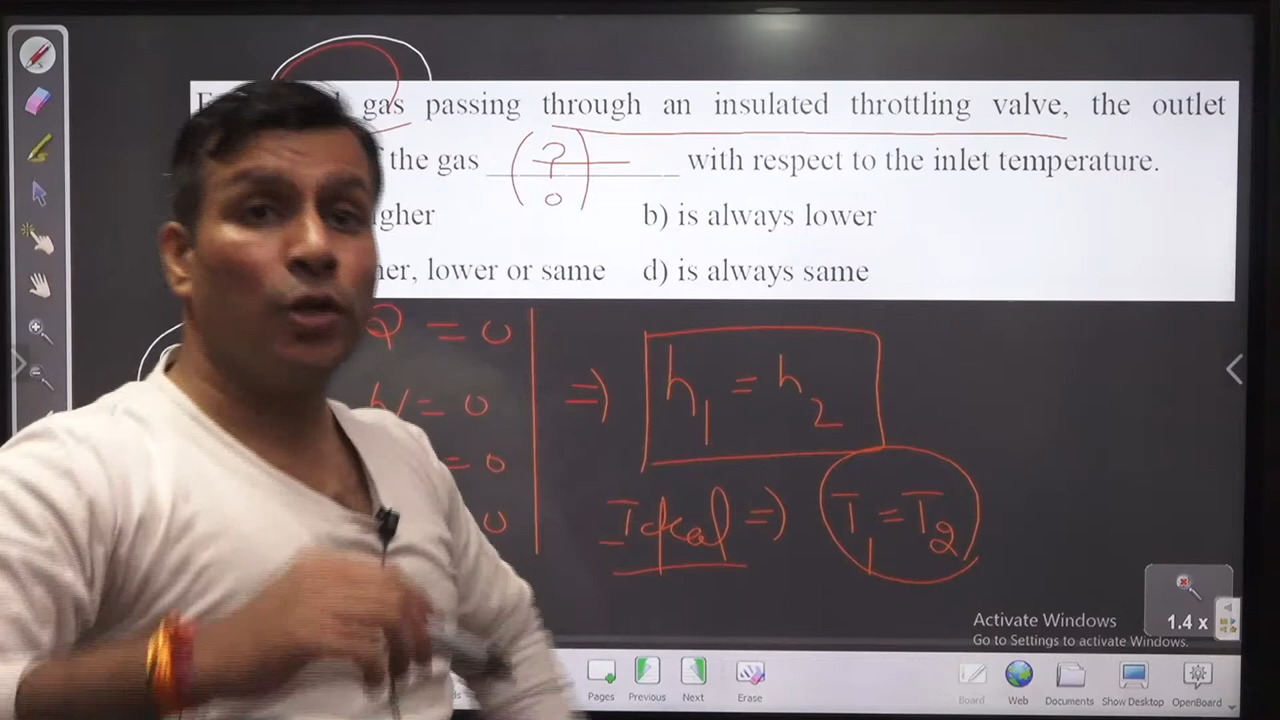 gas passing through an insulated throttling valve, the outlet
the gas (?) with respect to the inlet temperature.
b) is always lower
lower or same d) is always same
Q = 0
W = 0
= 0
0
=> h1 = h2
Ideal => T1 = T2
Activate Windows
Go to Settings to activate Windows.
1.4 x
Pages Previous Next Erase Board Web Documents Show Desktop OpenBoard